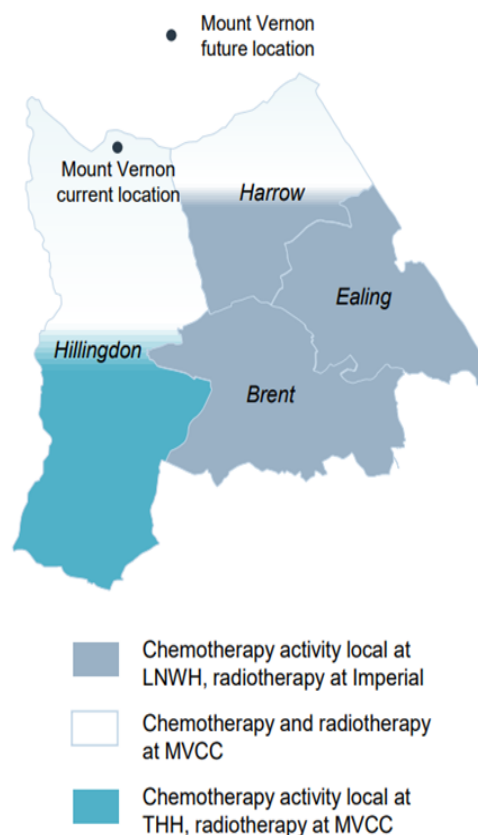 Mount Vernon
future location
Mount Vernon
current location
Harrow
Ealing
Hillingdon
Brent
Chemotherapy activity local at
LNWH, radiotherapy at Imperial
Chemotherapy and radiotherapy
at MVCC
Chemotherapy activity local at
THH, radiotherapy at MVCC